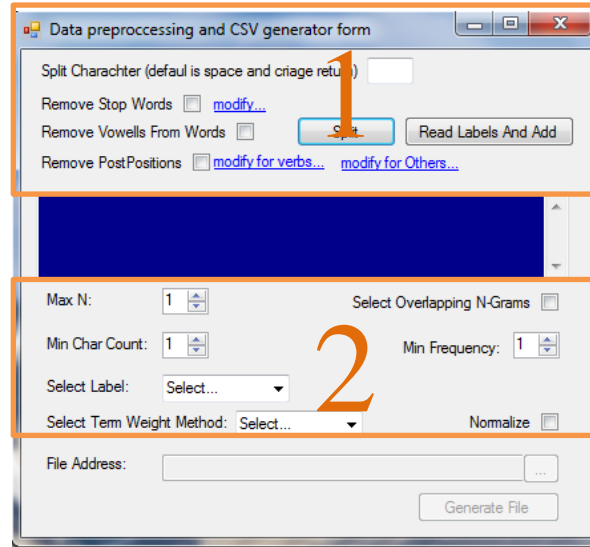 Data preproccessing and CSV generator form
Split Charachter (defaul is space and criage return)
Remove Stop Words modify...
Remove Vowells From Words Split Read Labels And Add
Remove PostPositions modify for verbs... modify for Others...
1
Max N: 1 Select Overlapping N-Grams
Min Char Count: 1 Min Frequency: 1
2
Select Label: Select...
Select Term Weight Method: Select... Normalize
File Address: ...
Generate File